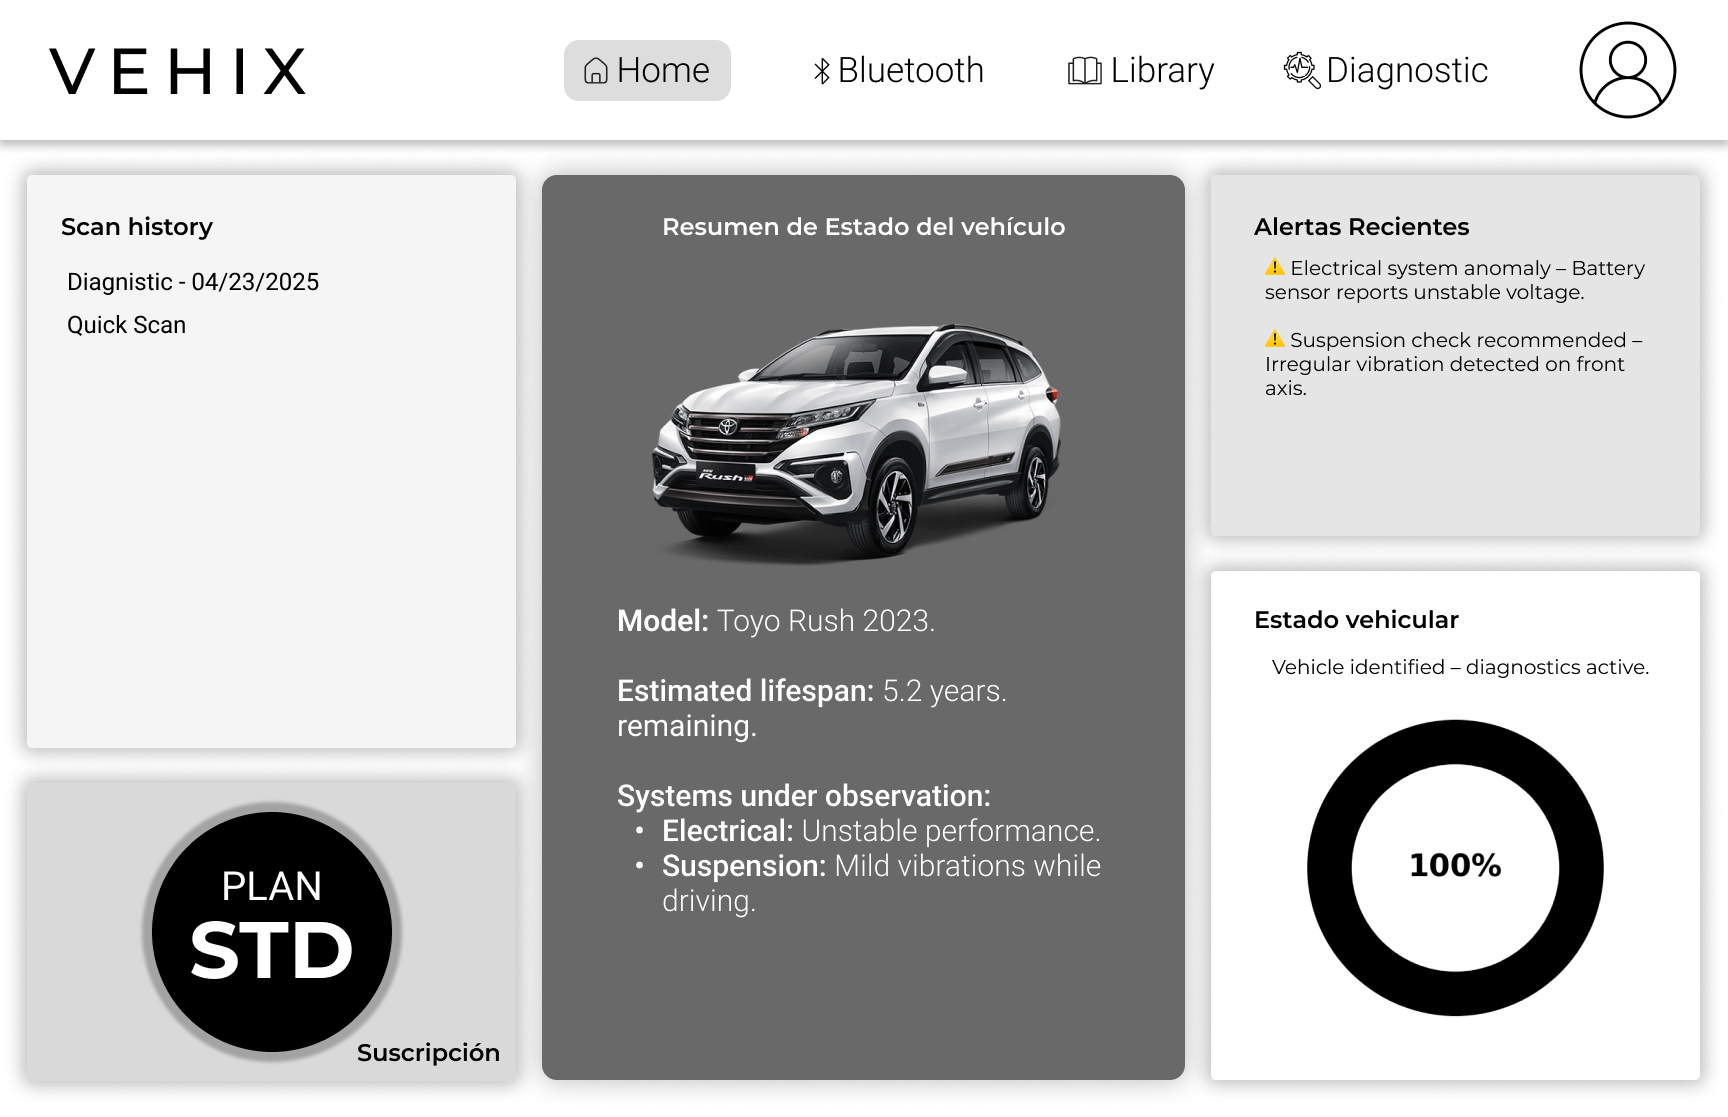 VEHIX
Home
Bluetooth
Library
Diagnostic
Scan history
Diagnistic - 04/23/2025
Quick Scan
PLAN
STD
Suscripción
Resumen de Estado del vehículo
NEW
Rush
Model: Toyo Rush 2023.
Estimated lifespan: 5.2 years.
remaining.
Systems under observation:
• Electrical: Unstable performance.
• Suspension: Mild vibrations while
driving.
Alertas Recientes
⚠ Electrical system anomaly – Battery
sensor reports unstable voltage.
⚠ Suspension check recommended –
Irregular vibration detected on front
axis.
Estado vehicular
Vehicle identified – diagnostics active.
100%